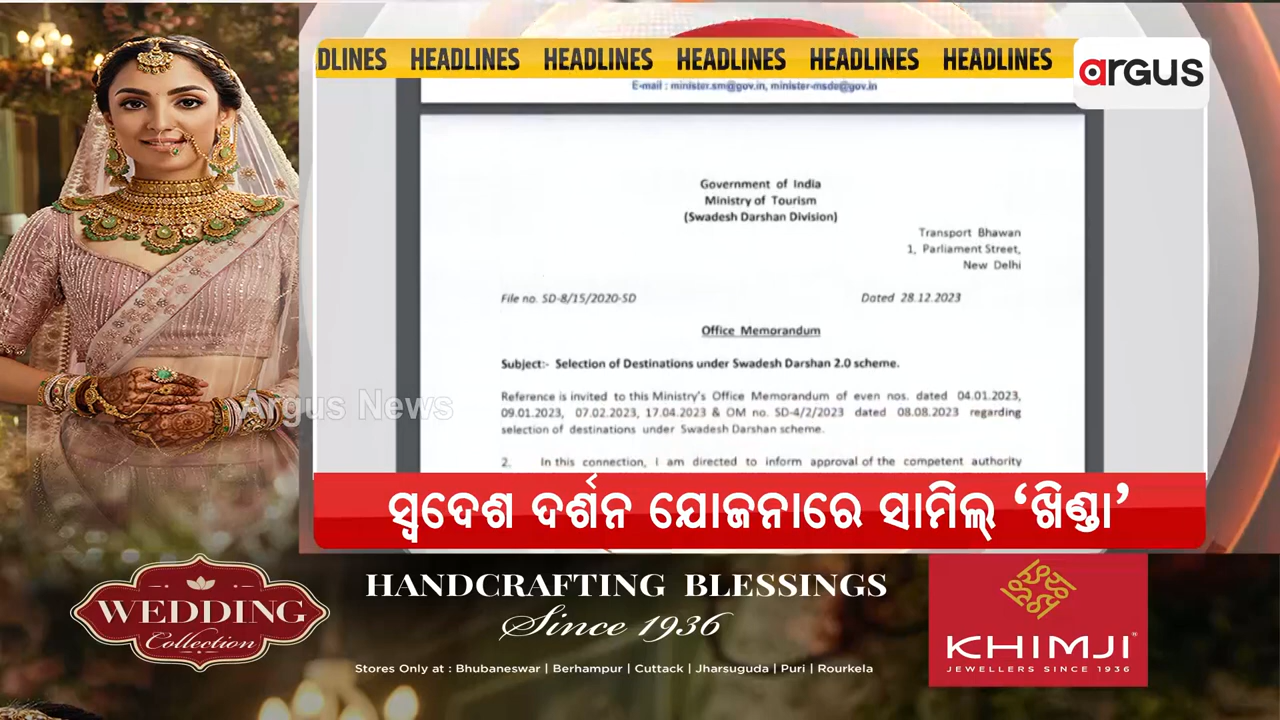 DLINES HEADLINES HEADLINES HEADLINES HEADLINES HEADLINES
argus
E-mail : minister.sm@gov.in, minister-msde@gov.in
Government of India
Ministry of Tourism
(Swadesh Darshan Division)
Transport Bhawan
1, Parliament Street,
New Delhi
File no. SD-8/15/2020-SD
Dated 28.12.2023
Office Memorandum
Subject:- Selection of Destinations under Swadesh Darshan 2.0 scheme.
Reference is invited to this Ministry's Office Memorandum of even nos. dated 04.01.2023,
09.01.2023, 07.02.2023, 17.04.2023 & OM no. SD-4/2/2023 dated 08.08.2023 regarding
selection of destinations under Swadesh Darshan scheme.
2. In this connection, I am directed to inform approval of the competent authority
Argus News
ସ୍ୱଦେଶ ଦର୍ଶନ ଯୋଜନାରେ ସାମିଲ୍ ‘ଖିଣ୍ଡା’
WEDDING
Collection
HANDCRAFTING BLESSINGS
Since 1936
Stores Only at : Bhubaneswar | Berhampur | Cuttack | Jharsuguda | Puri | Rourkela
KHIMJI
JEWELLERS SINCE 1936